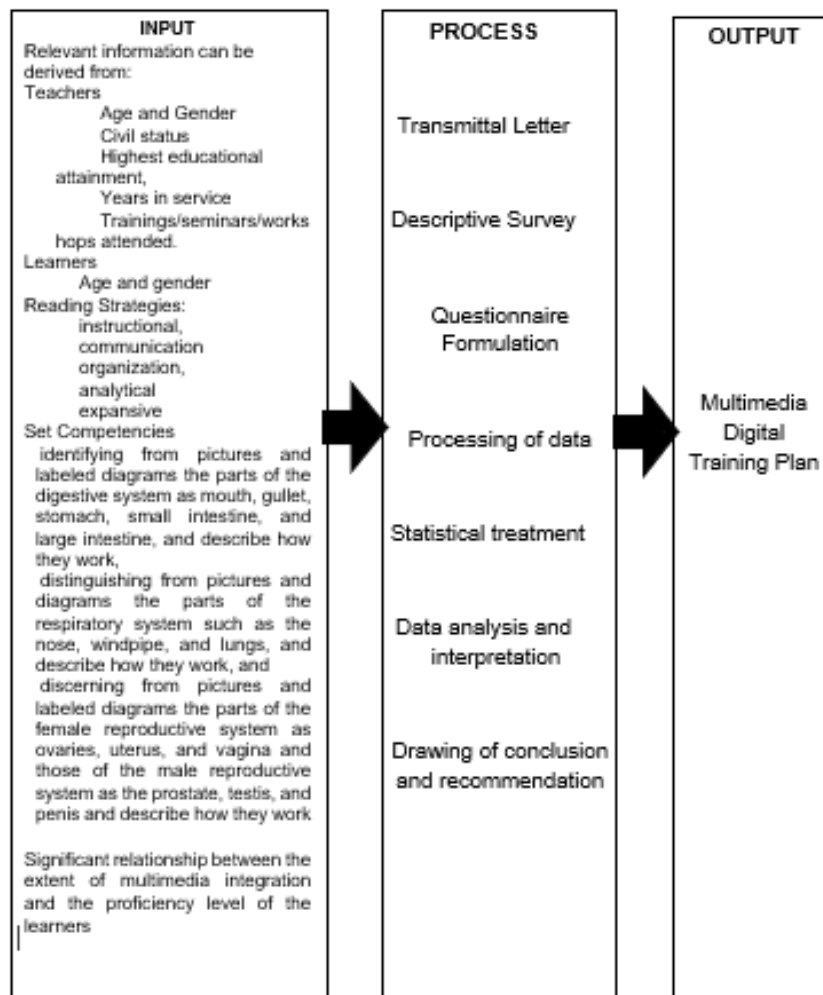 INPUT
Relevant information can be
derived from:
Teachers
Age and Gender
Civil status
Highest educational
attainment,
Years in service
Trainings/seminars/works
hops attended.
Learners
Age and gender
Reading Strategies:
instructional,
communication
organization,
analytical
expansive
Set Competencies
identifying from pictures and
labeled diagrams the parts of the
digestive system as mouth, gullet,
stomach, small intestine, and
large intestine, and describe how
they work,
distinguishing from pictures and
diagrams the parts of the
respiratory system such as the
nose, windpipe, and lungs, and
describe how they work, and
discerning from pictures and
labeled diagrams the parts of the
female reproductive system as
ovaries, uterus, and vagina and
those of the male reproductive
system as the prostate, testis, and
penis and describe how they work
Significant relationship between the
extent of multimedia integration
and the proficiency level of the
learners
PROCESS
Transmittal Letter
Descriptive Survey
Questionnaire
Formulation
Processing of data
Statistical treatment
Data analysis and
interpretation
Drawing of conclusion
and recommendation
OUTPUT
Multimedia
Digital
Training Plan